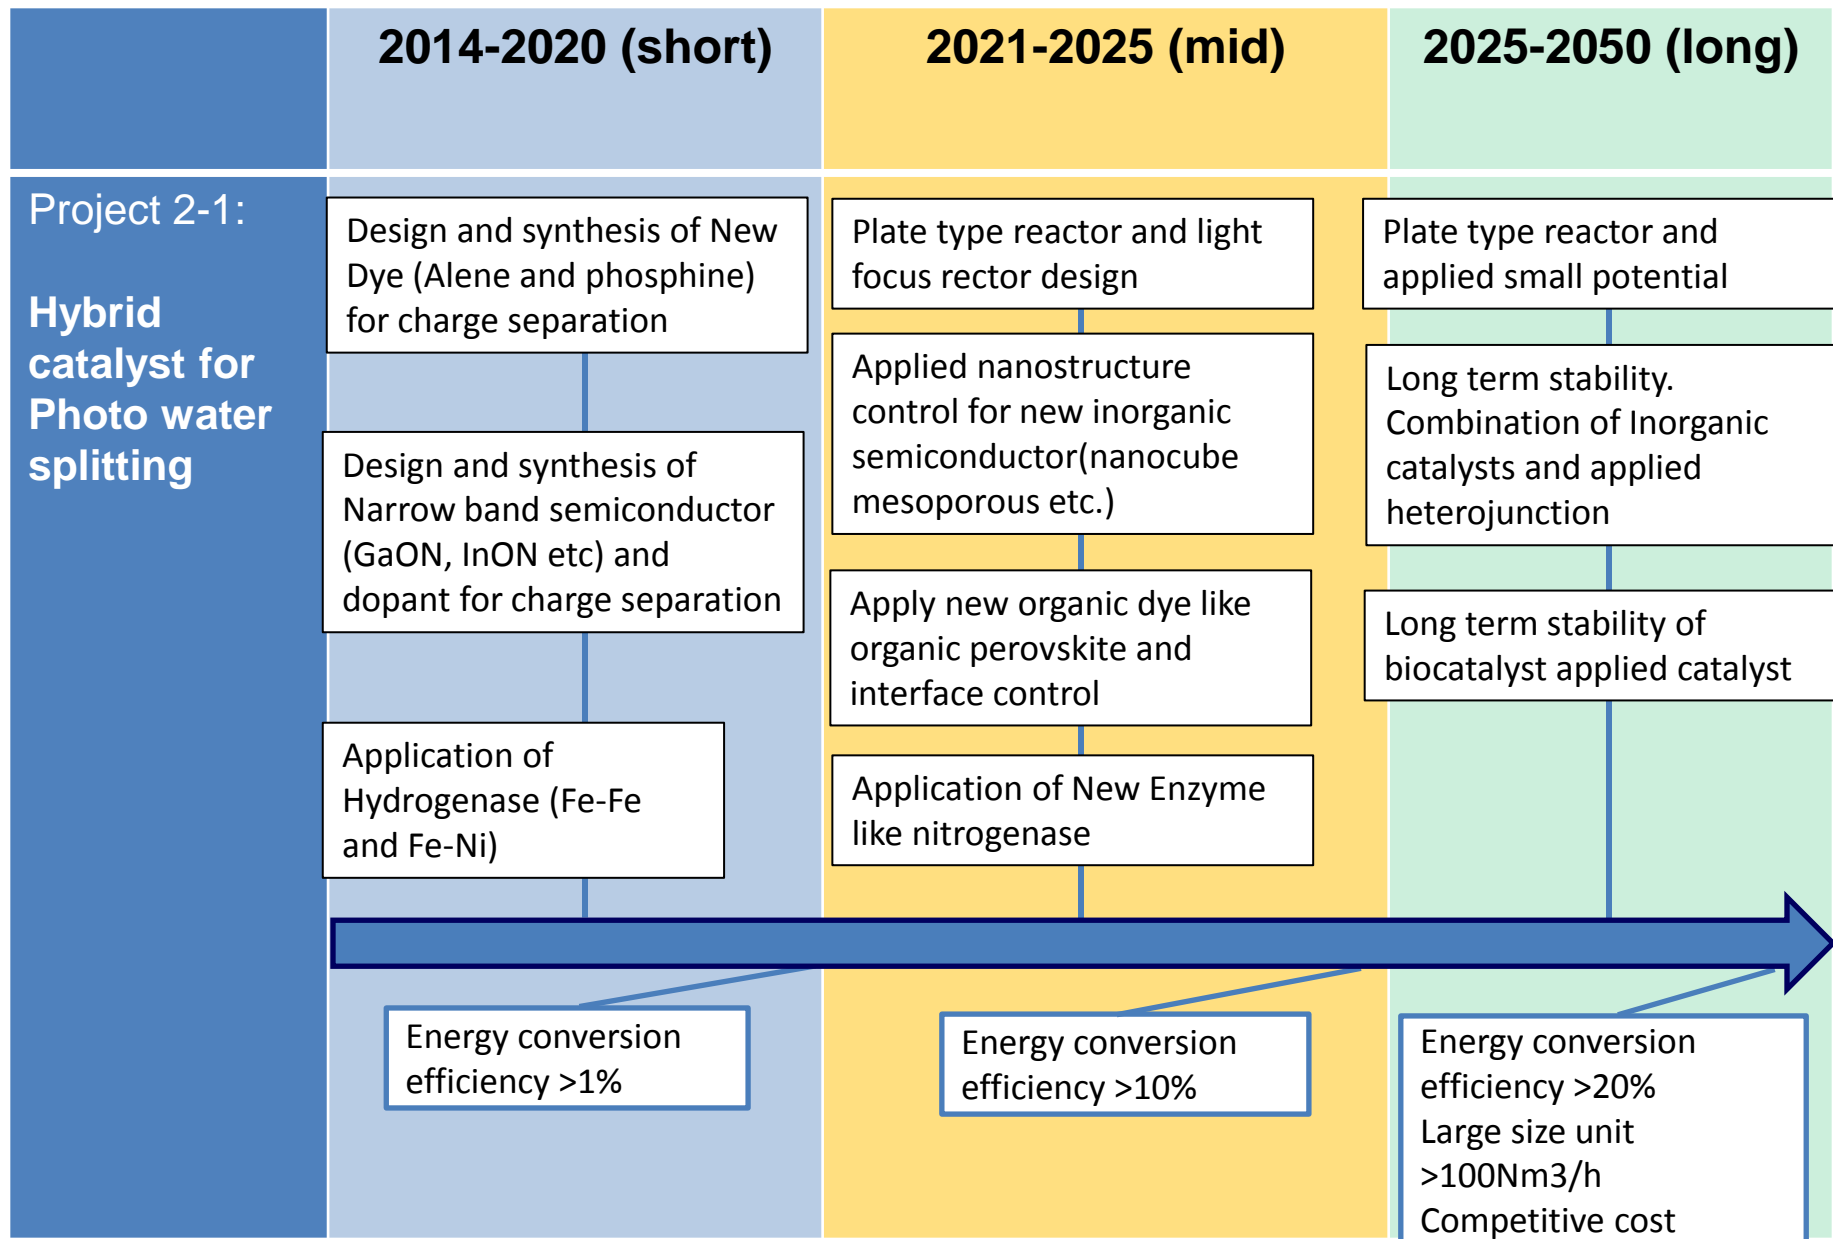 2014-2020 (short)
2021-2025 (mid)
2025-2050 (long)
Project 2-1:
Hybrid
catalyst for
Photo water
splitting
Design and synthesis of New
Dye (Alene and phosphine)
for charge separation
Design and synthesis of
Narrow band semiconductor
(GaON, InON etc) and
dopant for charge separation
Application of
Hydrogenase (Fe-Fe
and Fe-Ni)
Plate type reactor and light
focus rector design
Applied nanostructure
control for new inorganic
semiconductor(nanocube
mesoporous etc.)
Apply new organic dye like
organic perovskite and
interface control
Application of New Enzyme
like nitrogenase
Plate type reactor and
applied small potential
Long term stability.
Combination of Inorganic
catalysts and applied
heterojunction
Long term stability of
biocatalyst applied catalyst
Energy conversion
efficiency >1%
Energy conversion
efficiency >10%
Energy conversion
efficiency >20%
Large size unit
>100Nm3/h
Competitive cost